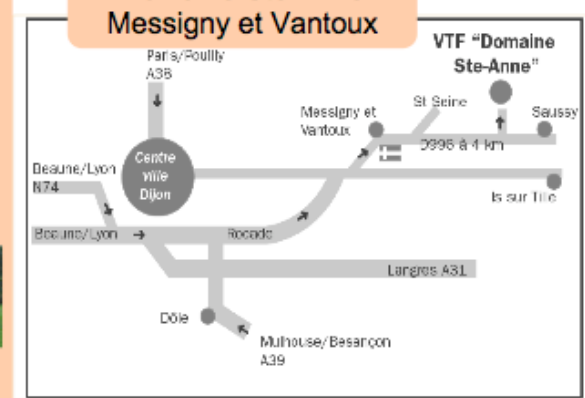 Messigny et Vantoux
VTF "Domaine
Ste-Anne"
Paris/Pouilly
A38
Messigny et
Vantoux
St Seine
Saussy
D996 à 4 km
Centre
ville
Dijon
Beaune/Lyon
N74
Is sur Tille
Beaune/Lyon
Rocade
Langres A31
Dôle
Mulhouse/Besançon
A39